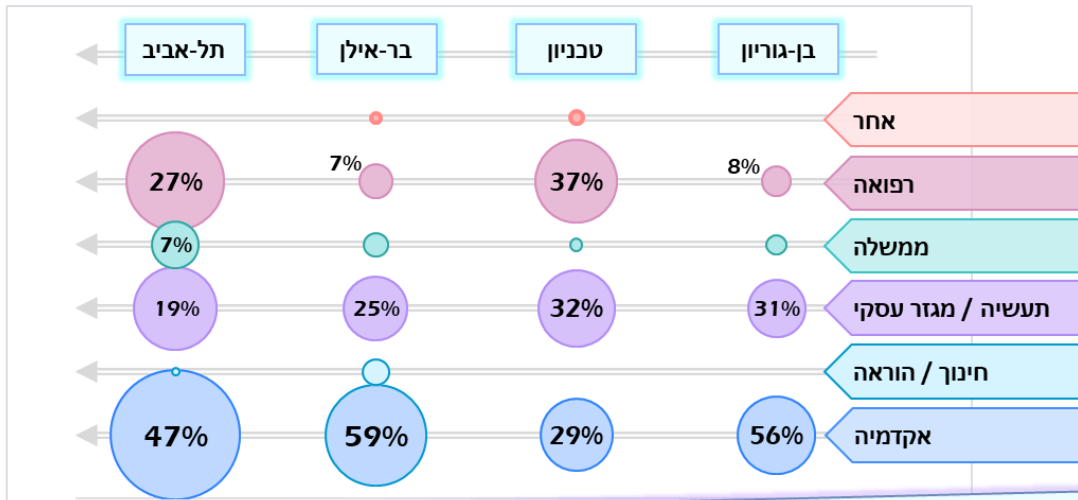 בן-גוריון טכניון בר-אילן תל-אביב
אחר
רפואה 8% 37% 7% 27%
ממשלה 7%
תעשיה / מגזר עסקי 31% 32% 25% 19%
חינוך / הוראה
אקדמיה 56% 29% 59% 47%